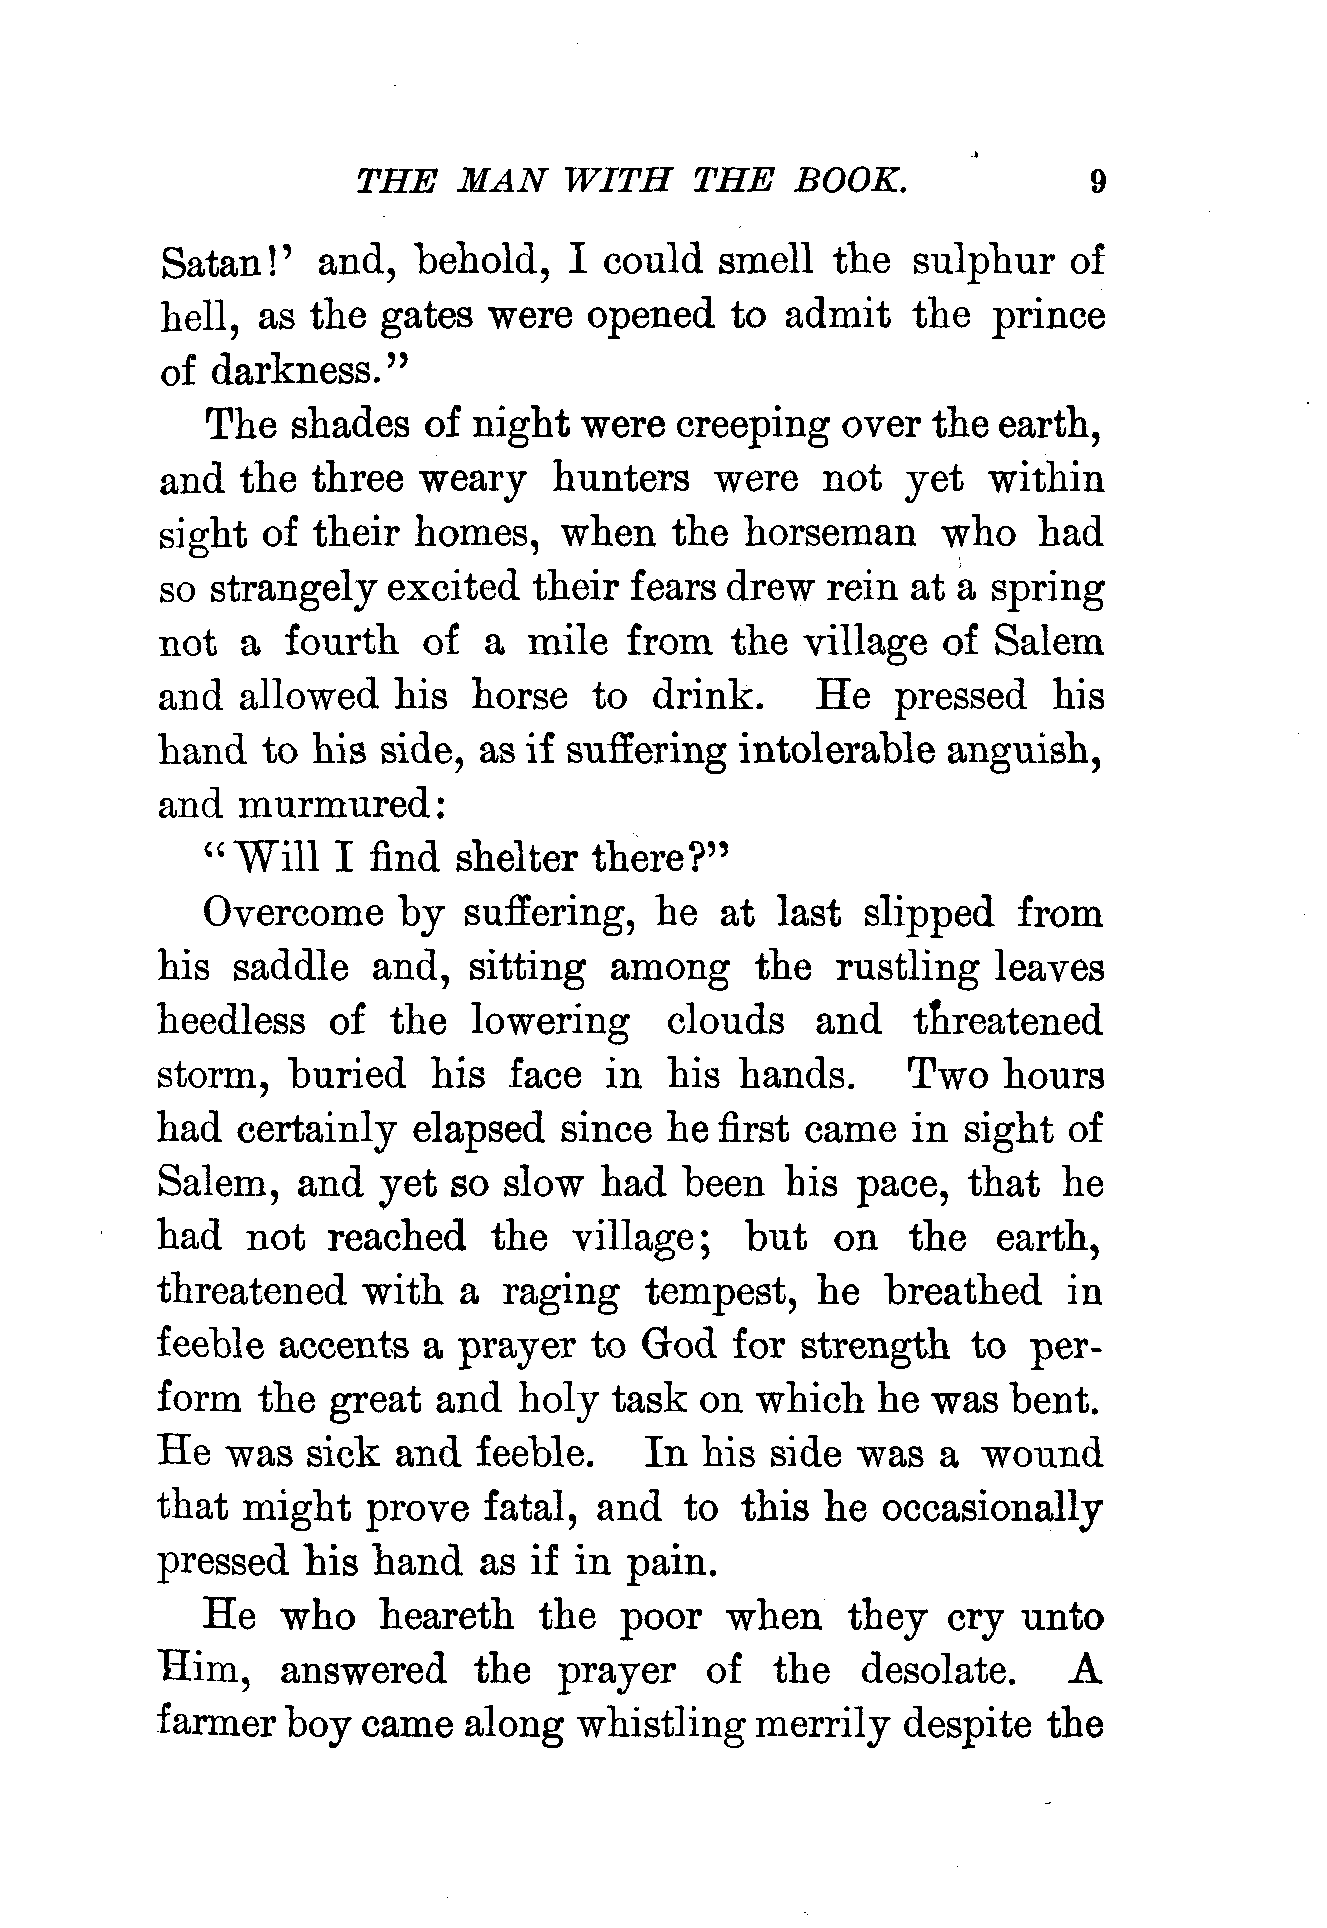 THE MAN WITH THE BOOK. 9
Satan!' and, behold, I could smell the sulphur of
hell, as the gates were opened to admit the prince
of darkness."
The shades of night were creeping over the earth,
and the three weary hunters were not yet within
sight of their homes, when the horseman who had
so strangely excited their fears drew rein at a spring
not a fourth of a mile from the village of Salem
and allowed his horse to drink. He pressed his
hand to his side, as if suffering intolerable anguish,
and murmured:
"Will I find shelter there?"
Overcome by suffering, he at last slipped from
his saddle and, sitting among the rustling leaves
heedless of the lowering clouds and threatened
storm, buried his face in his hands. Two hours
had certainly elapsed since he first came in sight of
Salem, and yet so slow had been his pace, that he
had not reached the village; but on the earth,
threatened with a raging tempest, he breathed in
feeble accents a prayer to God for strength to per-
form the great and holy task on which he was bent.
He was sick and feeble. In his side was a wound
that might prove fatal, and to this he occasionally
pressed his hand as if in pain.
He who heareth the poor when they cry unto
Him, answered the prayer of the desolate. A
farmer boy came along whistling merrily despite the